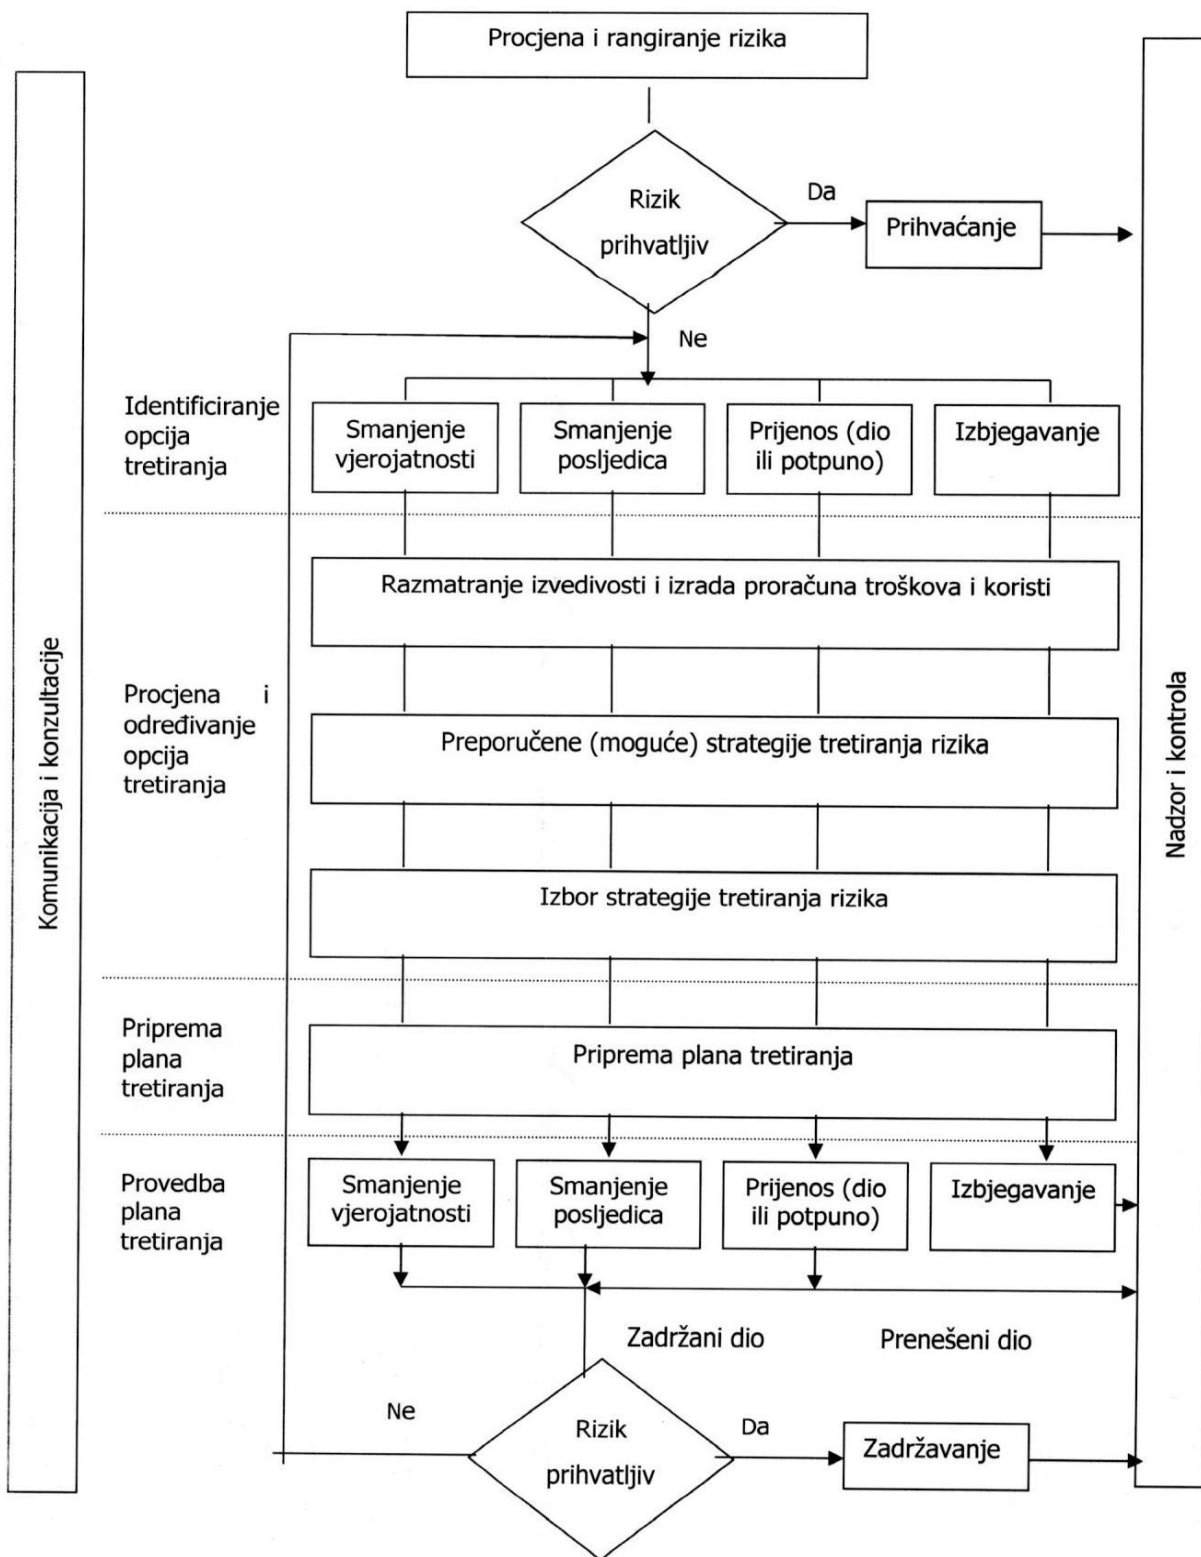 Procjena i rangiranje rizika
Rizik
prihvatljiv
Da
Prihvaćanje
Ne
Identificiranje
opcija
tretiranja
Smanjenje
vjerojatnosti
Smanjenje
posljedica
Prijenos (dio
ili potpuno)
Izbjegavanje
Razmatranje izvedivosti i izrada proračuna troškova i koristi
Komunikacija i konzultacije
Procjena i
određivanje
opcija
tretiranja
Preporučene (moguće) strategije tretiranja rizika
Nadzor i kontrola
Izbor strategije tretiranja rizika
Priprema
plana
tretiranja
Priprema plana tretiranja
Provedba
plana
tretiranja
Smanjenje
vjerojatnosti
Smanjenje
posljedica
Prijenos (dio
ili potpuno)
Izbjegavanje
Zadržani dio
Prenešeni dio
Ne
Rizik
prihvatljiv
Da
Zadržavanje